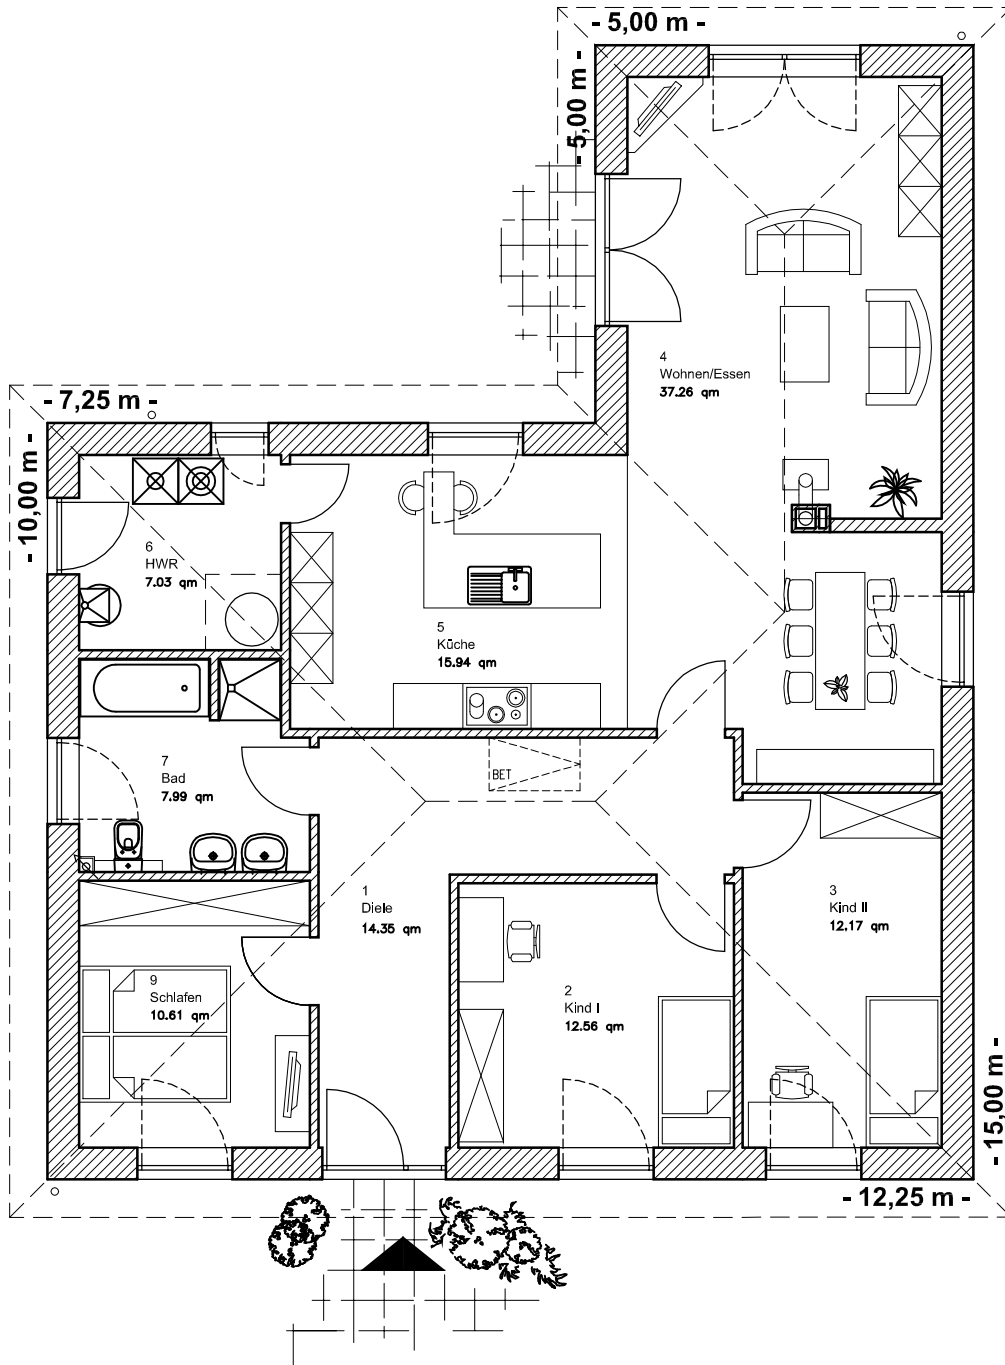 - 5,00 m -
- 5,00 m -
4
Wohnen/Essen
37.26 qm
- 7,25 m -
- 10,00 m -
6
HWR
7.03 qm
5
Küche
15.94 qm
7
Bad
7.99 qm
BET
1
Diele
14.35 qm
3
Kind II
12.17 qm
9
Schlafen
10.61 qm
2
Kind I
12.56 qm
- 15,00 m -
- 12,25 m -